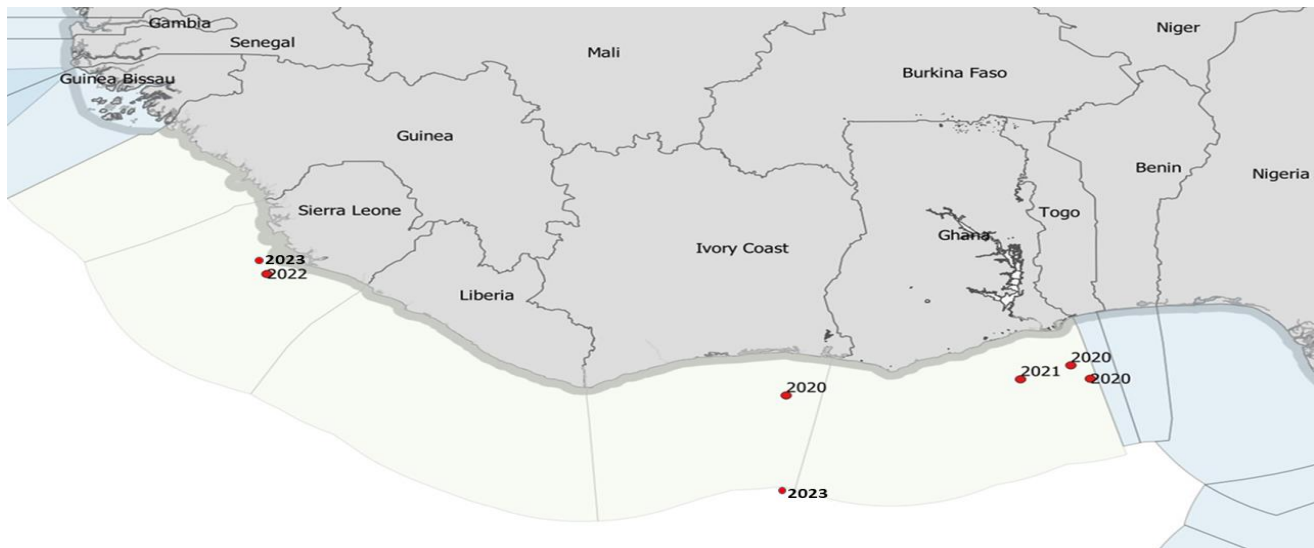 Gambia
Senegal
Guinea Bissau
Mali
Niger
Burkina Faso
Guinea
Benin
Nigeria
Sierra Leone
Togo
Ivory Coast
Ghana
Liberia
2023
2022
2020
2021
2020
2020
2023